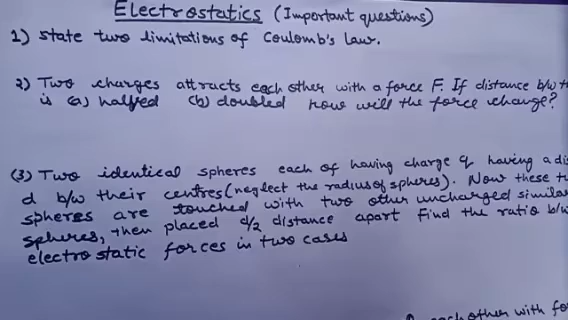 Electrostatics (Important questions)
1) State two limitations of Coulomb's Law.
2) Two charges attracts each other with a force F. If distance b/w
is (a) halfed (b) doubled how will the force change?
(3) Two identical spheres each of having charge q having a
d b/w their centres (neglect the radius of spheres). Now these
spheres are touched with two other uncharged
spheres, then placed d/2 distance apart Find the ratio
electrostatic forces in two cases
each other with